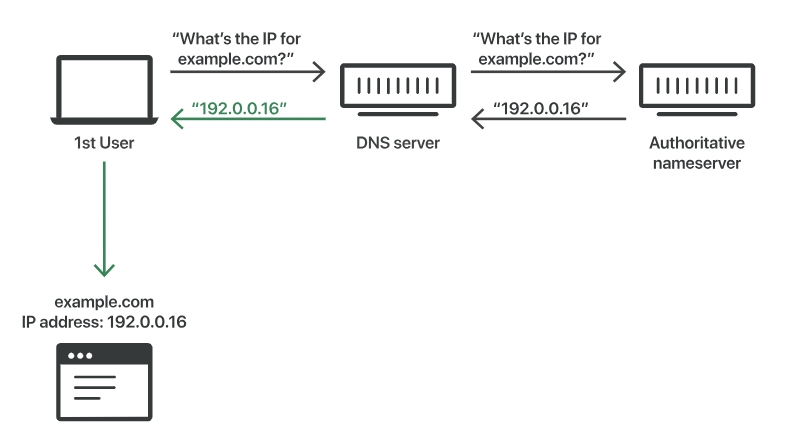 “What’s the IP for
example.com?”
“What’s the IP for
example.com?”
“192.0.0.16”
“192.0.0.16”
1st User
DNS server
Authoritative
nameserver
example.com
IP address: 192.0.0.16